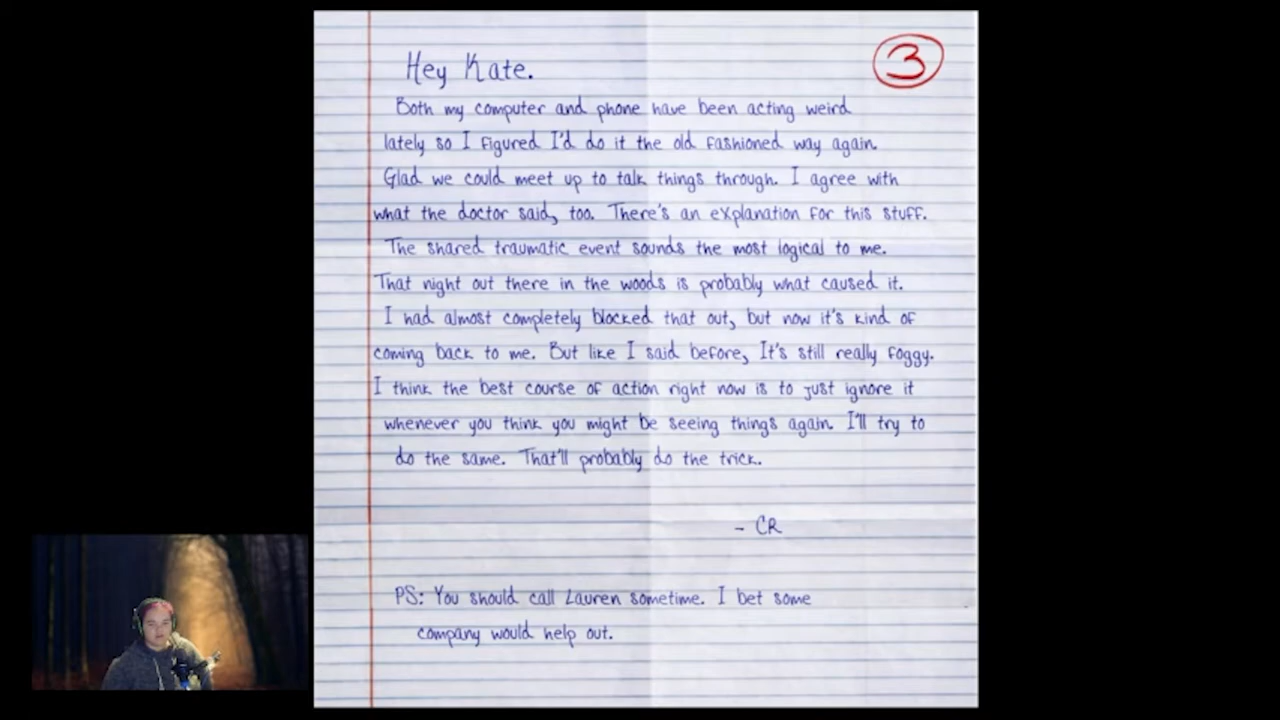 Hey Kate.
3
Both my computer and phone have been acting weird
lately so I figured I'd do it the old fashioned way again.
Glad we could meet up to talk things through. I agree with
what the doctor said, too. There's an explanation for this stuff.
The shared traumatic event sounds the most logical to me.
That night out there in the woods is probably what caused it.
I had almost completely blocked that out, but now it's kind of
coming back to me. But like I said before, It's still really foggy.
I think the best course of action right now is to just ignore it
whenever you think you might be seeing things again. I'll try to
do the same. That'll probably do the trick.
- CR
PS: You should call Lauren sometime. I bet some
company would help out.